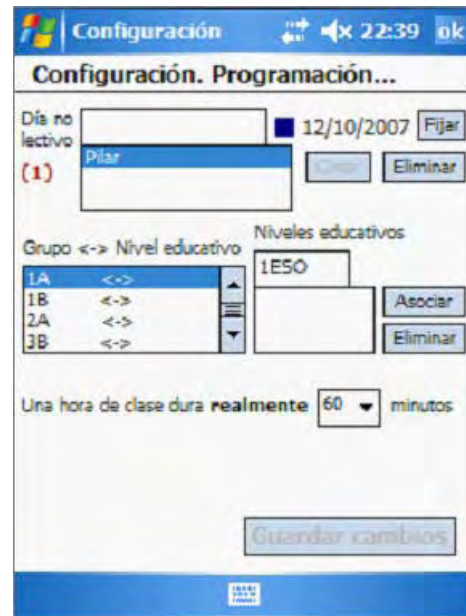 Configuración 22:39 ok
Configuración. Programación...
Día no lectivo
12/10/2007 Fijar
(1)
Pilar
Crear Eliminar
Grupo <-> Nivel educativo
Niveles educativos
1A <->
1B <->
2A <->
3B <->
1ESO
Asociar
Eliminar
Una hora de clase dura realmente 60 minutos
Guardar cambios